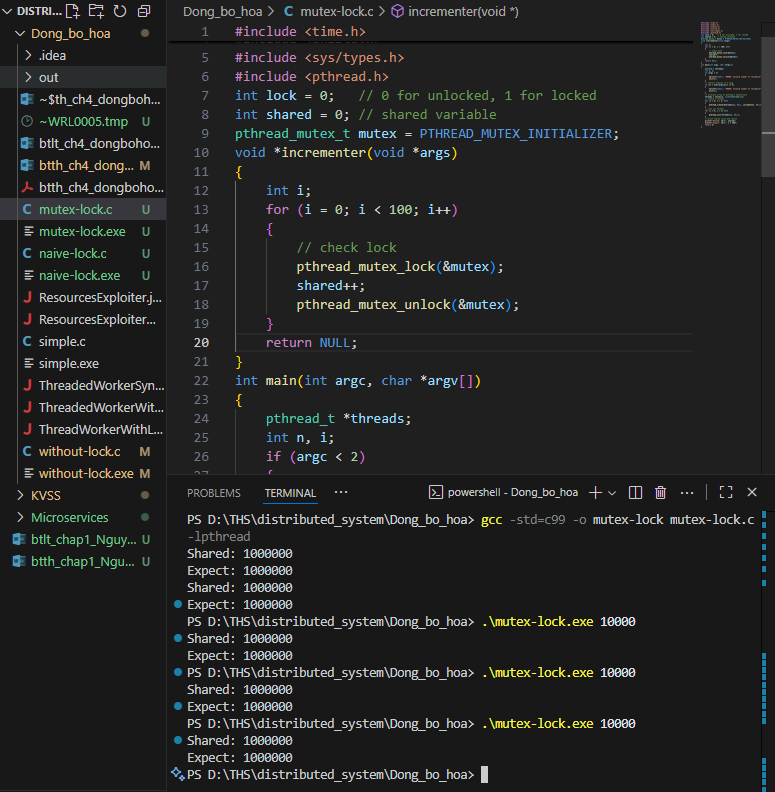 DISTRI...
Dong_bo_hoa
.idea
out
~$th_ch4_dongboh...
~WRL0005.tmp U
btlt_ch4_dongboho...
btth_ch4_dong... M
btth_ch4_dongboho...
mutex-lock.c U
mutex-lock.exe U
naive-lock.c U
naive-lock.exe U
ResourcesExploiter.j...
ResourcesExploiter...
simple.c
simple.exe
ThreadedWorkerSyn...
ThreadedWorkerWit...
ThreadWorkerWithL...
without-lock.c M
without-lock.exe M
KVSS
Microservices
btlt_chap1_Nguy... U
btth_chap1_Ngu... U
Dong_bo_hoa > C mutex-lock.c > incrementer(void *)
1 #include <time.h>
5 #include <sys/types.h>
6 #include <pthread.h>
7 int lock = 0;   // 0 for unlocked, 1 for locked
8 int shared = 0; // shared variable
9 pthread_mutex_t mutex = PTHREAD_MUTEX_INITIALIZER;
10 void *incrementer(void *args)
11 {
12     int i;
13     for (i = 0; i < 100; i++)
14     {
15         // check lock
16         pthread_mutex_lock(&mutex);
17         shared++;
18         pthread_mutex_unlock(&mutex);
19     }
20     return NULL;
21 }
22 int main(int argc, char *argv[])
23 {
24     pthread_t *threads;
25     int n, i;
26     if (argc < 2)
27     {
PROBLEMS TERMINAL ... powershell - Dong_bo_hoa
PS D:\THS\distributed_system\Dong_bo_hoa> gcc -std=c99 -o mutex-lock mutex-lock.c
-lpthread
Shared: 1000000
Expect: 1000000
Shared: 1000000
Expect: 1000000
PS D:\THS\distributed_system\Dong_bo_hoa> .\mutex-lock.exe 10000
Shared: 1000000
Expect: 1000000
PS D:\THS\distributed_system\Dong_bo_hoa> .\mutex-lock.exe 10000
Shared: 1000000
Expect: 1000000
PS D:\THS\distributed_system\Dong_bo_hoa> .\mutex-lock.exe 10000
Shared: 1000000
Expect: 1000000
PS D:\THS\distributed_system\Dong_bo_hoa>